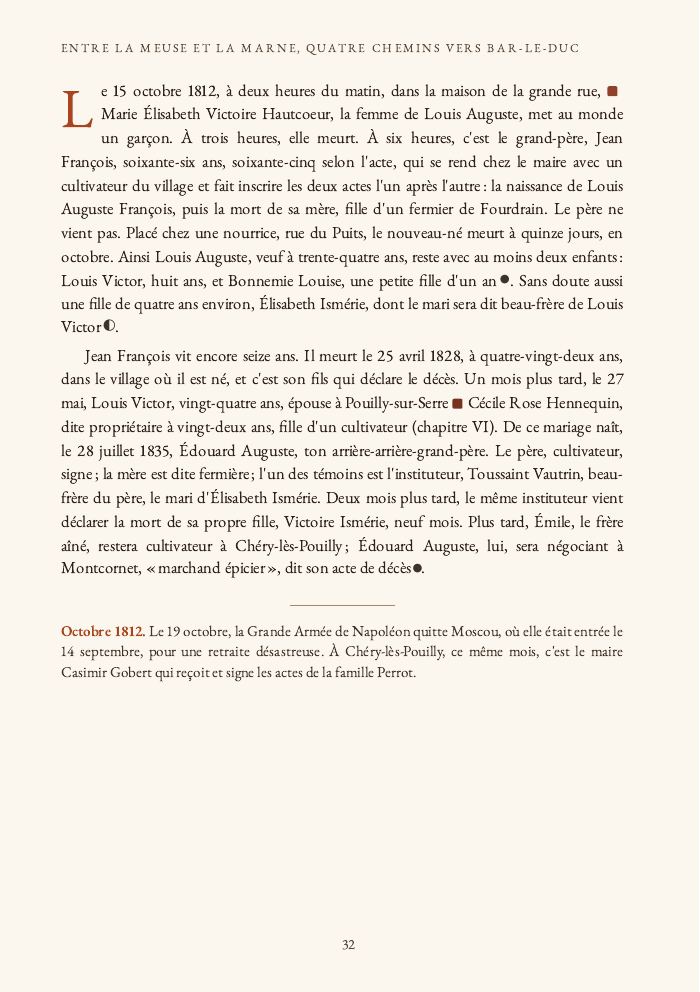 ENTRE LA MEUSE ET LA MARNE, QUATRE CHEMINS VERS BAR-LE-DUC
Le 15 octobre 1812, à deux heures du matin, dans la maison de la grande rue, ■
Marie Élisabeth Victoire Hautcoeur, la femme de Louis Auguste, met au monde
un garçon. À trois heures, elle meurt. À six heures, c'est le grand-père, Jean
François, soixante-six ans, soixante-cinq selon l'acte, qui se rend chez le maire avec un
cultivateur du village et fait inscrire les deux actes l'un après l'autre : la naissance de Louis
Auguste François, puis la mort de sa mère, fille d'un fermier de Fourdrain. Le père ne
vient pas. Placé chez une nourrice, rue du Puits, le nouveau-né meurt à quinze jours, en
octobre. Ainsi Louis Auguste, veuf à trente-quatre ans, reste avec au moins deux enfants :
Louis Victor, huit ans, et Bonnemie Louise, une petite fille d'un an ●. Sans doute aussi
une fille de quatre ans environ, Élisabeth Ismérie, dont le mari sera dit beau-frère de Louis
Victor ◐.
Jean François vit encore seize ans. Il meurt le 25 avril 1828, à quatre-vingt-deux ans,
dans le village où il est né, et c'est son fils qui déclare le décès. Un mois plus tard, le 27
mai, Louis Victor, vingt-quatre ans, épouse à Pouilly-sur-Serre ■ Cécile Rose Hennequin,
dite propriétaire à vingt-deux ans, fille d'un cultivateur (chapitre VI). De ce mariage naît,
le 28 juillet 1835, Édouard Auguste, ton arrière-arrière-grand-père. Le père, cultivateur,
signe ; la mère est dite fermière ; l'un des témoins est l'instituteur, Toussaint Vautrin, beau-
frère du père, le mari d'Élisabeth Ismérie. Deux mois plus tard, le même instituteur vient
déclarer la mort de sa propre fille, Victoire Ismérie, neuf mois. Plus tard, Émile, le frère
aîné, restera cultivateur à Chéry-lès-Pouilly ; Édouard Auguste, lui, sera négociant à
Montcornet, « marchand épicier », dit son acte de décès ●.
Octobre 1812. Le 19 octobre, la Grande Armée de Napoléon quitte Moscou, où elle était entrée le
14 septembre, pour une retraite désastreuse. À Chéry-lès-Pouilly, ce même mois, c'est le maire
Casimir Gobert qui reçoit et signe les actes de la famille Perrot.
32